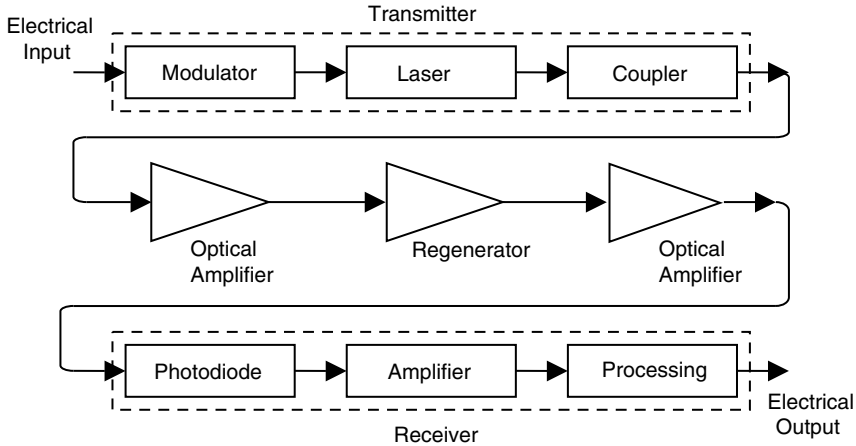 Transmitter
Electrical
Input
Modulator
Laser
Coupler
Optical
Amplifier
Regenerator
Optical
Amplifier
Photodiode
Amplifier
Processing
Electrical
Output
Receiver